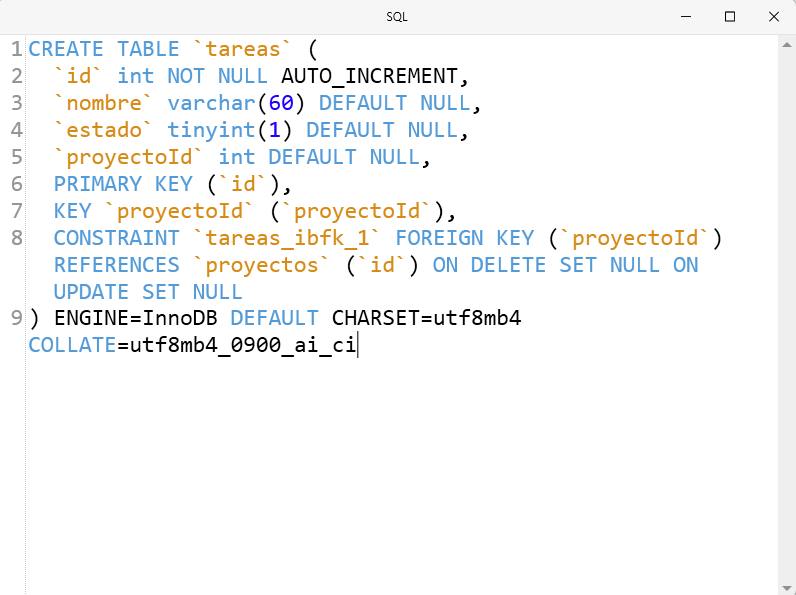 SQL
1 CREATE TABLE `tareas` (
2   `id` int NOT NULL AUTO_INCREMENT,
3   `nombre` varchar(60) DEFAULT NULL,
4   `estado` tinyint(1) DEFAULT NULL,
5   `proyectoId` int DEFAULT NULL,
6   PRIMARY KEY (`id`),
7   KEY `proyectoId` (`proyectoId`),
8   CONSTRAINT `tareas_ibfk_1` FOREIGN KEY (`proyectoId`)
REFERENCES `proyectos` (`id`) ON DELETE SET NULL ON
UPDATE SET NULL
9 ) ENGINE=InnoDB DEFAULT CHARSET=utf8mb4
COLLATE=utf8mb4_0900_ai_ci